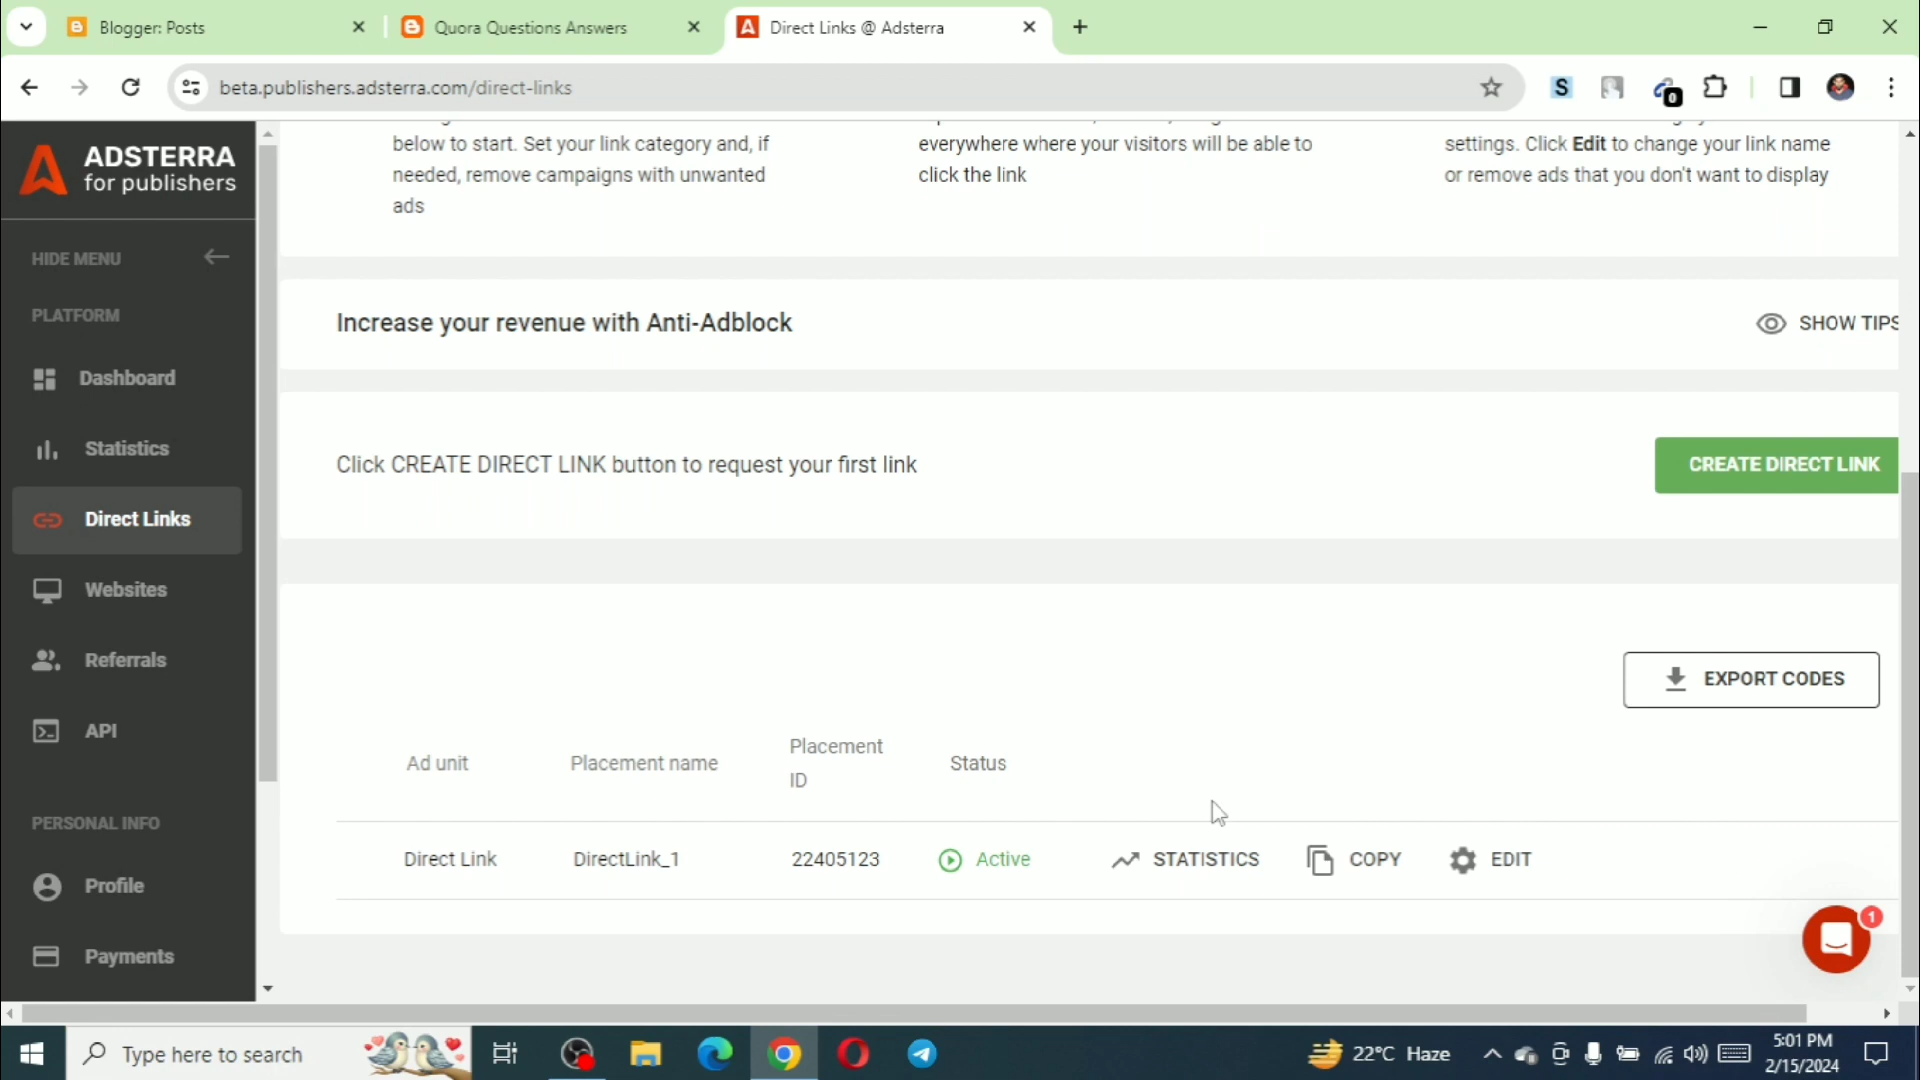 Blogger: Posts
Quora Questions Answers
Direct Links @ Adsterra
beta.publishers.adsterra.com/direct-links
S
0
ADSTERRA
for publishers
HIDE MENU
PLATFORM
Dashboard
Statistics
Direct Links
Websites
Referrals
API
PERSONAL INFO
Profile
Payments
below to start. Set your link category and, if
needed, remove campaigns with unwanted
ads
everywhere where your visitors will be able to
click the link
settings. Click Edit to change your link name
or remove ads that you don't want to display
Increase your revenue with Anti-Adblock
SHOW TIPS
Click CREATE DIRECT LINK button to request your first link
CREATE DIRECT LINK
EXPORT CODES
Ad unit
Placement name
Placement
ID
Status
Direct Link
DirectLink_1
22405123
Active
STATISTICS
COPY
EDIT
1
Type here to search
22°C Haze
5:01 PM
2/15/2024